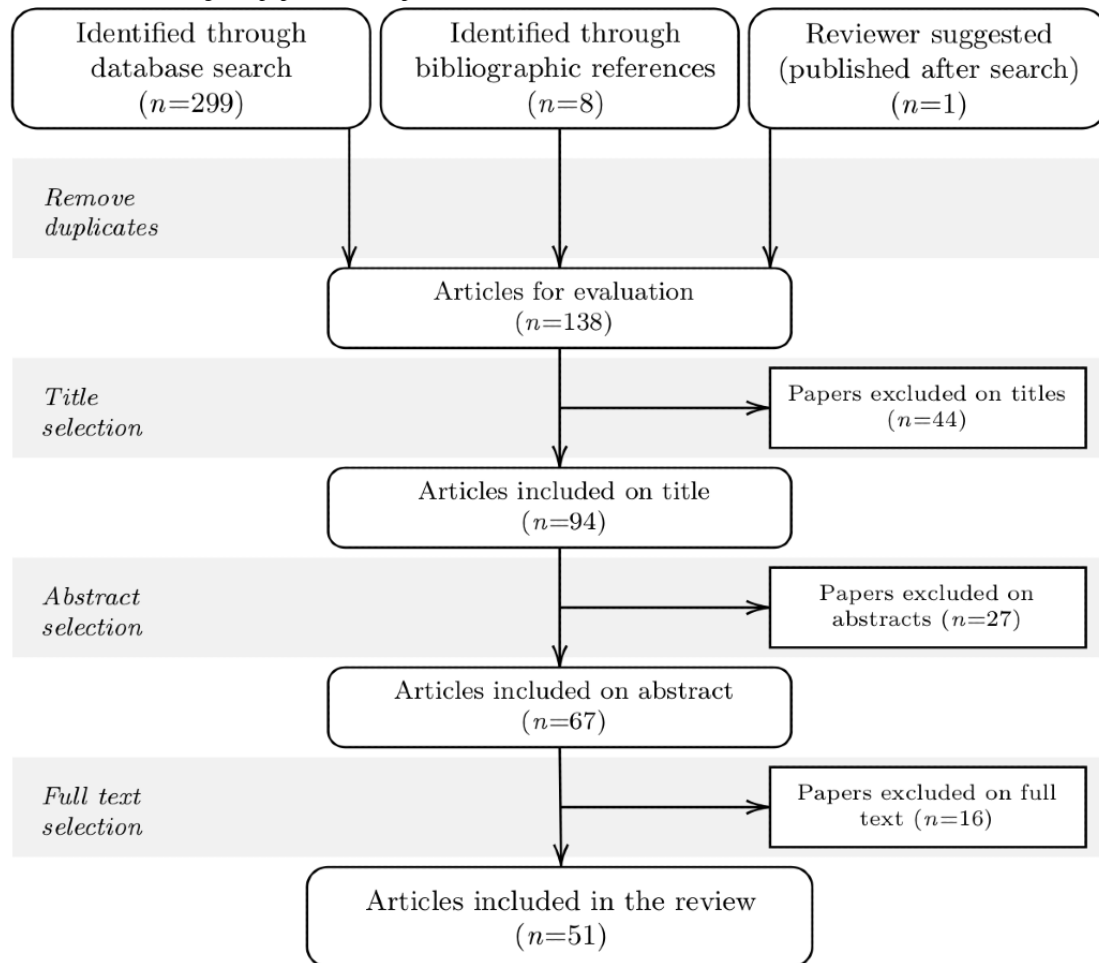 Identified through
database search
(n=299)
Identified through
bibliographic references
(n=8)
Reviewer suggested
(published after search)
(n=1)
Remove
duplicates
Articles for evaluation
(n=138)
Title
selection
Papers excluded on titles
(n=44)
Articles included on title
(n=94)
Abstract
selection
Papers excluded on
abstracts (n=27)
Articles included on abstract
(n=67)
Full text
selection
Papers excluded on full
text (n=16)
Articles included in the review
(n=51)